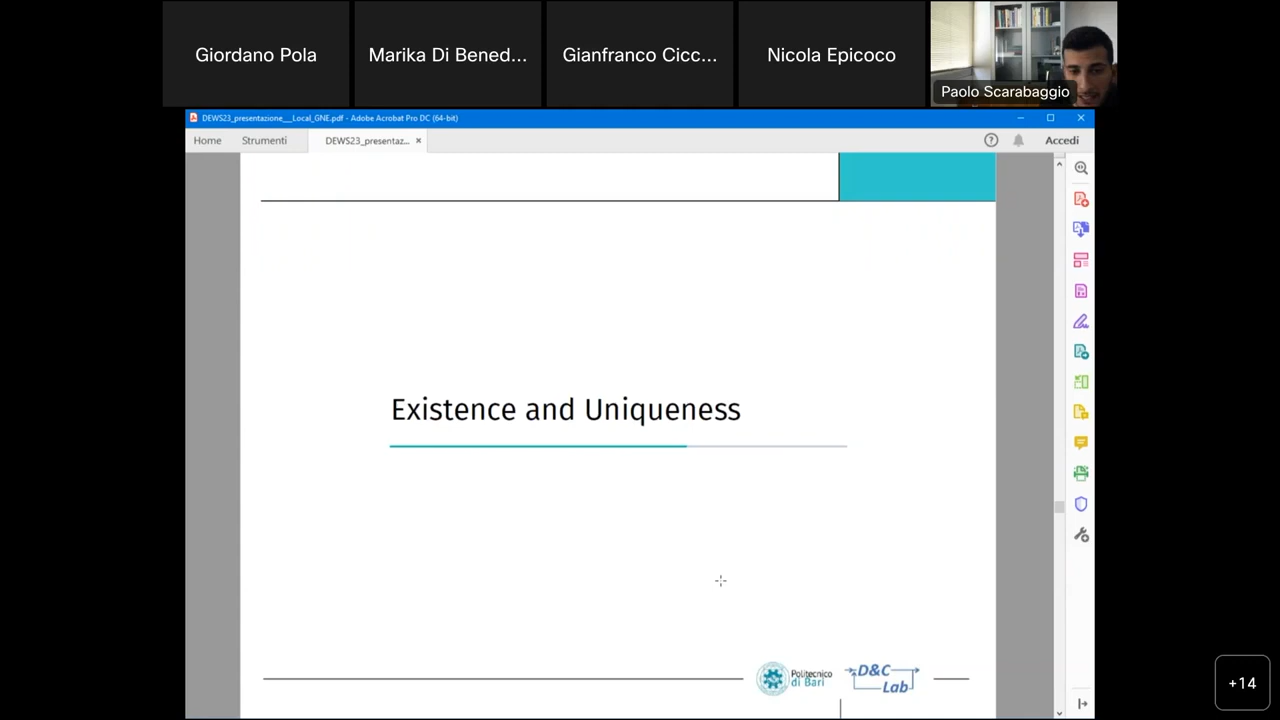 Giordano Pola
Marika Di Bened...
Gianfranco Cicc...
Nicola Epicoco
Paolo Scarabaggio
DEWS23_presentazione__Local_GNE.pdf - Adobe Acrobat Pro DC (64-bit)
Home
Strumenti
DEWS23_presentaz...
Accedi
Existence and Uniqueness
Politecnico
di Bari
D&C
Lab
+14